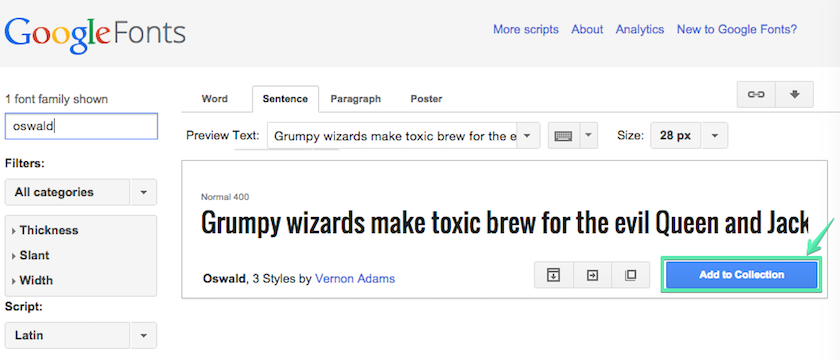 Google Fonts
More scripts About Analytics New to Google Fonts?
1 font family shown
oswald
Filters:
All categories
Thickness
Slant
Width
Script:
Latin
Word Sentence Paragraph Poster
Preview Text: Grumpy wizards make toxic brew for the e Size: 28 px
Normal 400
Grumpy wizards make toxic brew for the evil Queen and Jack
Oswald, 3 Styles by Vernon Adams
Add to Collection